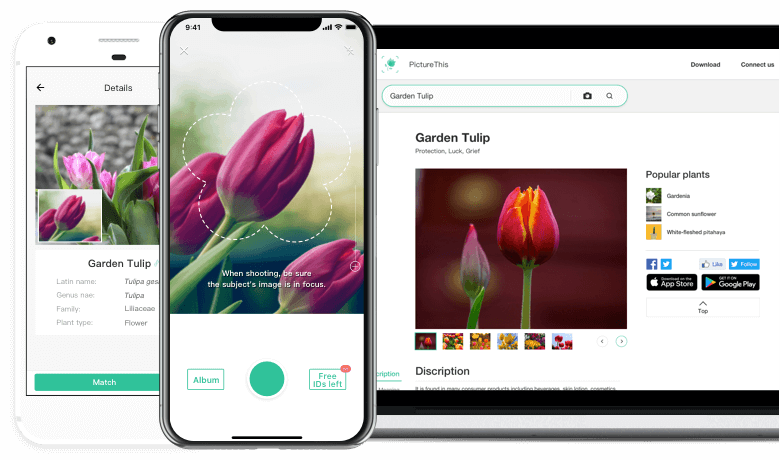 Details
Garden Tulip
Latin name: Tulipa ges
Genus nae: Tulipa
Family: Liliaceae
Plant type: Flower
Match
9:41
When shooting, be sure
the subject's image is in focus.
Album
Free
IDs left
PictureThis
Download Connect us
Garden Tulip
Garden Tulip
Protection, Luck, Grief
Popular plants
Gardenia
Common sunflower
White-fleshed pitahaya
Like Follow
Download on the
App Store
GET IT ON
Google Play
Top
cription
Discription
It is found in many consumer products including beverages, skin lotion, cosmetics